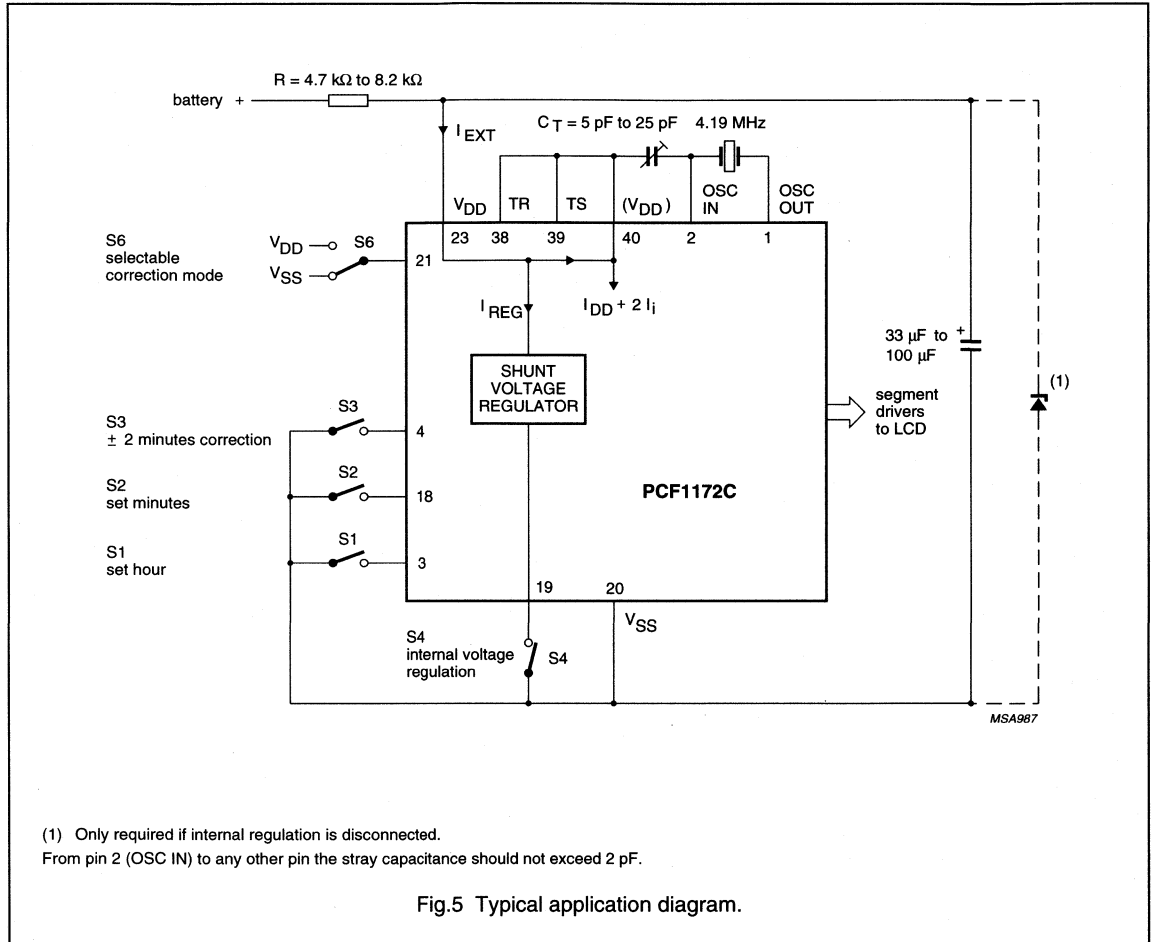 R = 4.7 kΩ to 8.2 kΩ
battery +
I EXT
C T = 5 pF to 25 pF 4.19 MHz
V DD TR TS (V DD) OSC IN OSC OUT
23 38 39 40 2 1
S6
selectable
correction mode
V DD
V SS
S6
21
I REG
I DD + 2 I i
SHUNT
VOLTAGE
REGULATOR
33 µF to
100 µF
+
(1)
segment
drivers
to LCD
S3
± 2 minutes correction
S3
4
S2
set minutes
S2
18
PCF1172C
S1
set hour
S1
3
19 20
V SS
S4
internal voltage
regulation
S4
MSA987
(1) Only required if internal regulation is disconnected.
From pin 2 (OSC IN) to any other pin the stray capacitance should not exceed 2 pF.
Fig.5 Typical application diagram.